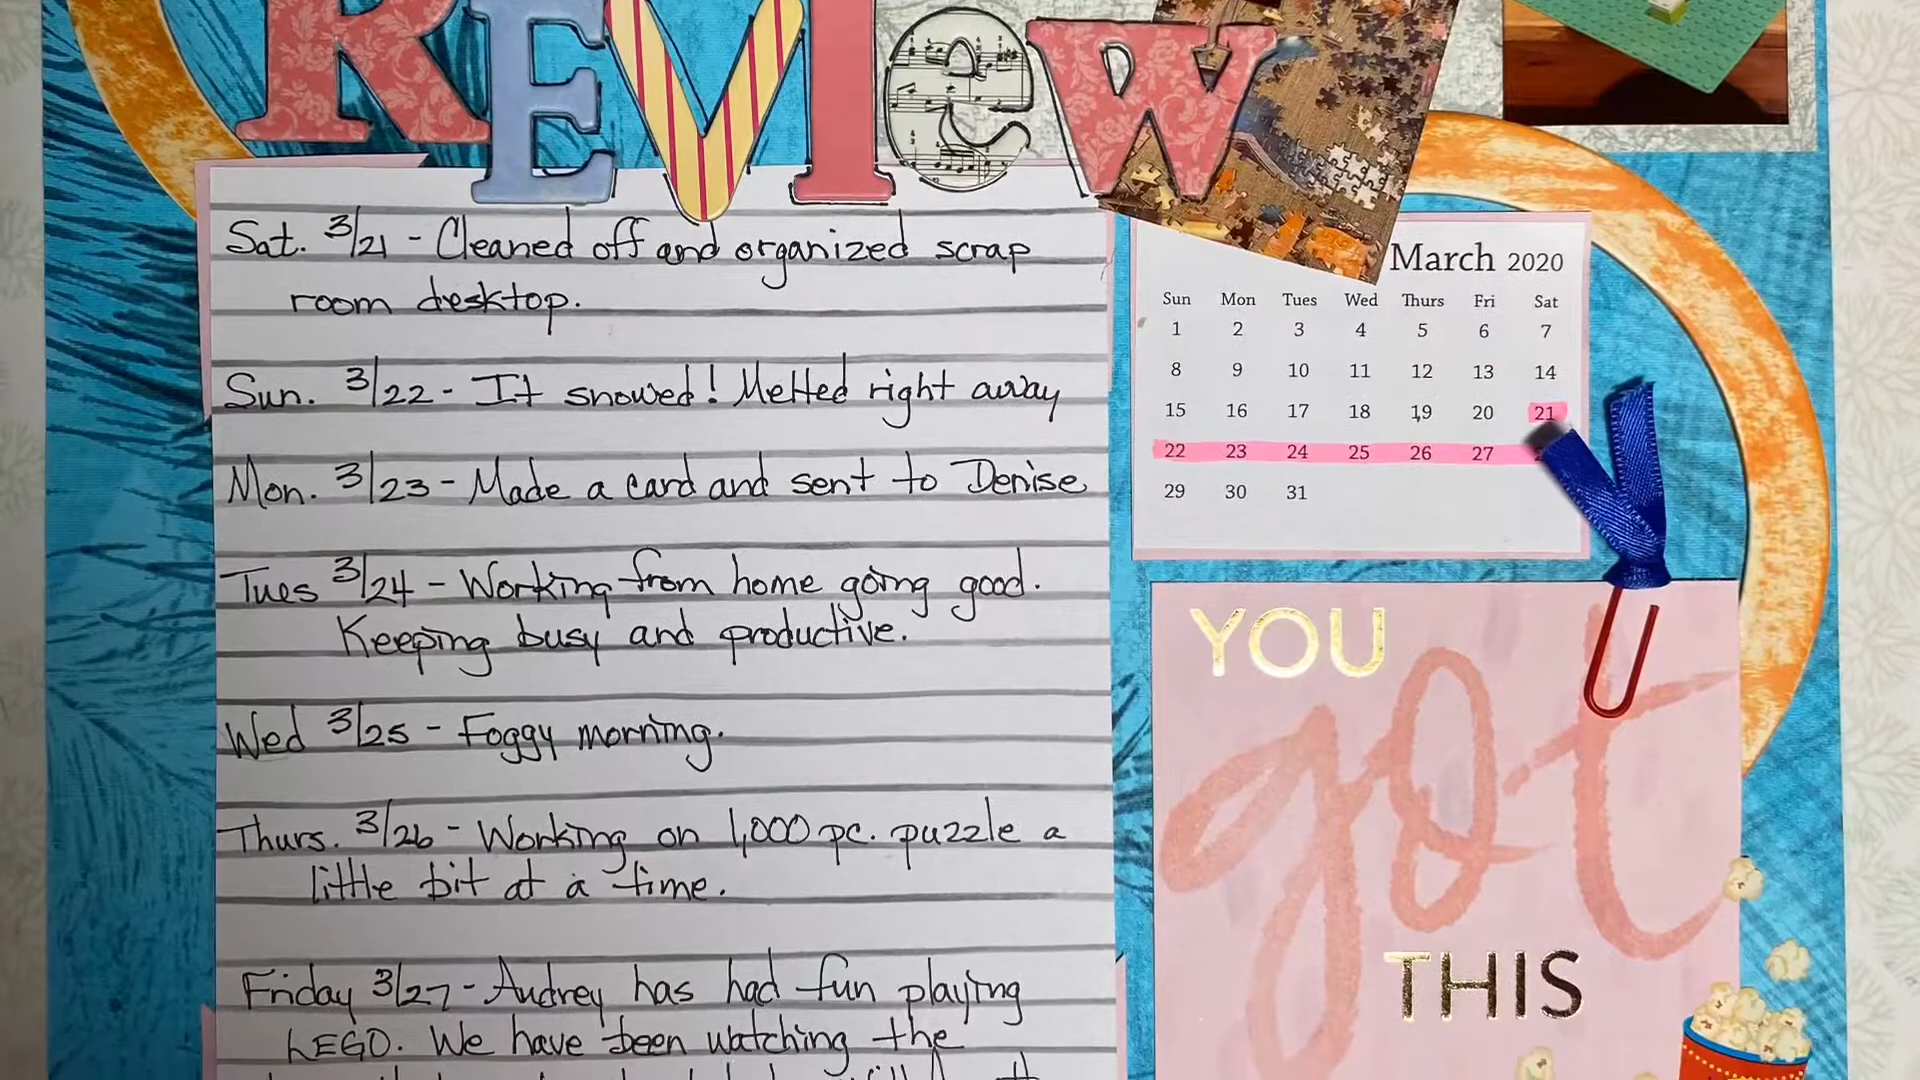 REVIeW
Sat. 3/21 - Cleaned off and organized scrap
room desktop.
Sun. 3/22 - It snowed! Melted right away
Mon. 3/23 - Made a card and sent to Denise
Tues 3/24 - Working from home going good.
Keeping busy and productive.
Wed 3/25 - Foggy morning.
Thurs. 3/26 - Working on 1,000 pc. puzzle a
little bit at a time.
Friday 3/27 - Audrey has had fun playing
LEGO. We have been watching the
March 2020
Sun Mon Tues Wed Thurs Fri Sat
1 2 3 4 5 6 7
8 9 10 11 12 13 14
15 16 17 18 19 20 21
22 23 24 25 26 27
29 30 31
YOU
got
THIS